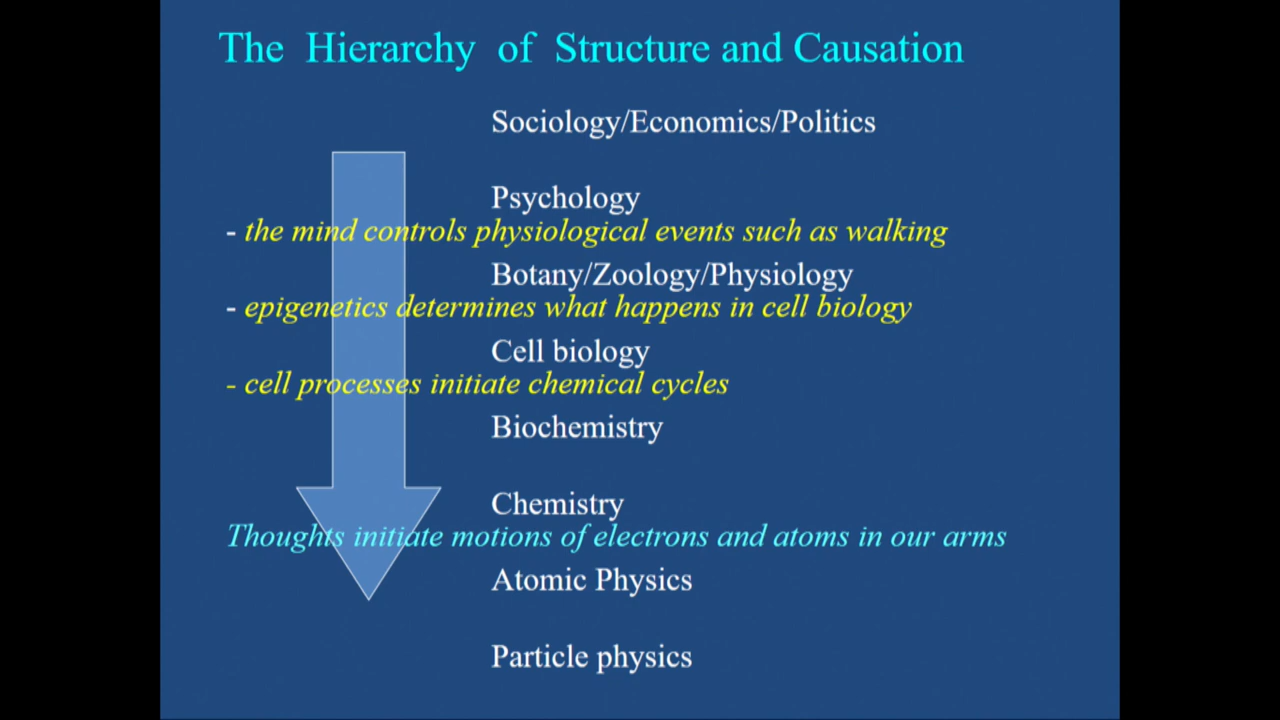 The Hierarchy of Structure and Causation
Sociology/Economics/Politics
Psychology
- the mind controls physiological events such as walking
Botany/Zoology/Physiology
- epigenetics determines what happens in cell biology
Cell biology
- cell processes initiate chemical cycles
Biochemistry
Chemistry
Thoughts initiate motions of electrons and atoms in our arms
Atomic Physics
Particle physics